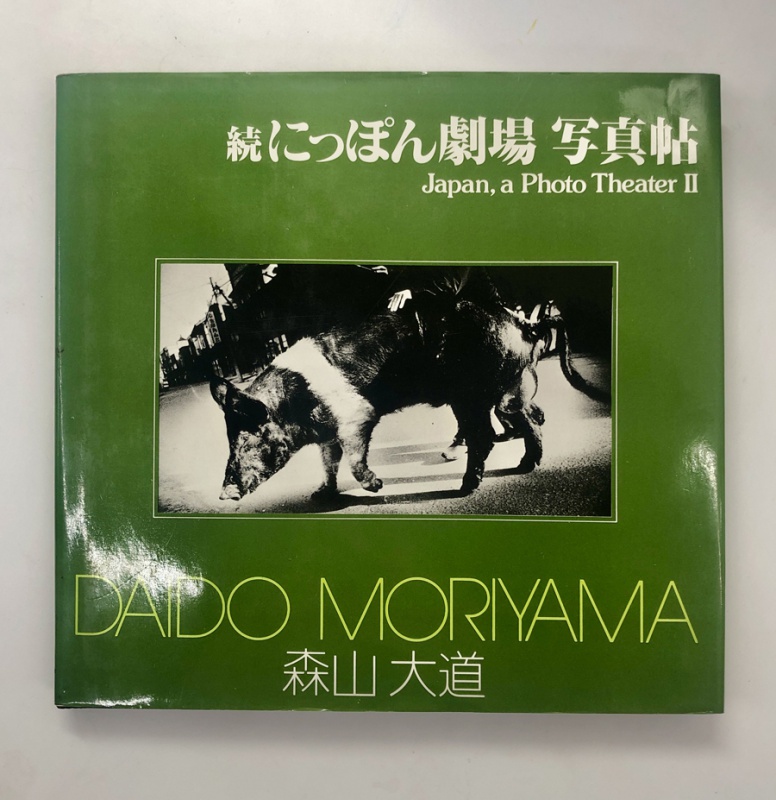 続 にっぽん劇場 写真帖
Japan, a Photo Theater II
DAIDO MORIYAMA
森山 大道